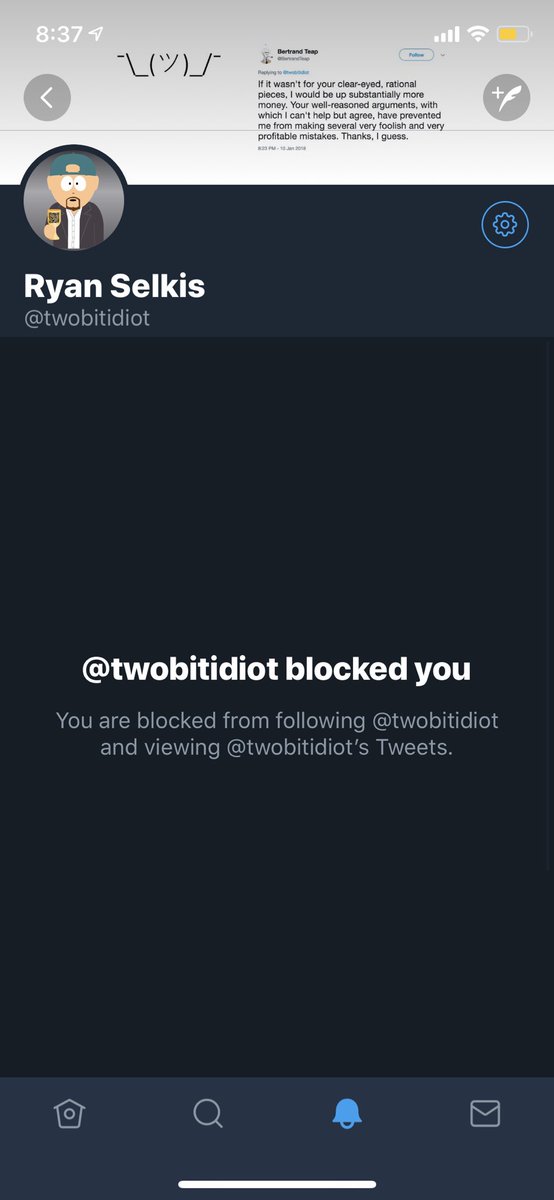 8:37
¯\_(ツ)_/¯
Bertrand Teap
@BertrandTeap
Follow
Replying to @twobitidiot
If it wasn't for your clear-eyed, rational
pieces, I would be up substantially more
money. Your well-reasoned arguments, with
which I can't help but agree, have prevented
me from making several very foolish and very
profitable mistakes. Thanks, I guess.
8:23 PM - 10 Jan 2018
Ryan Selkis
@twobitidiot
@twobitidiot blocked you
You are blocked from following @twobitidiot
and viewing @twobitidiot’s Tweets.